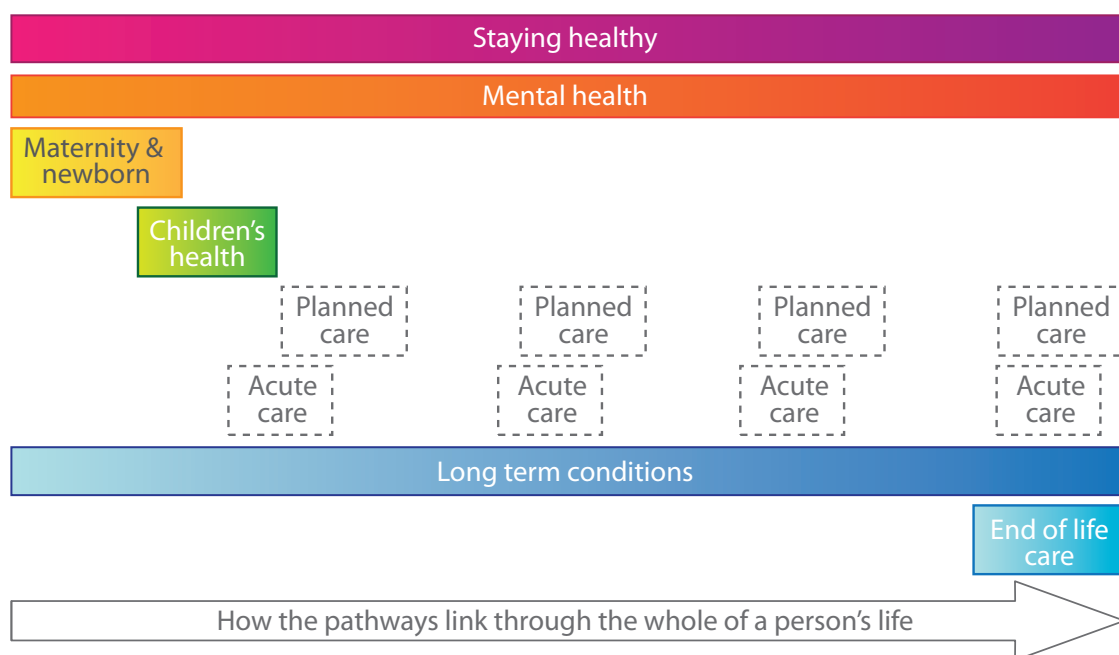 Staying healthy
Mental health
Maternity &
newborn
Children’s
health
Planned
care
Planned
care
Planned
care
Planned
care
Acute
care
Acute
care
Acute
care
Acute
care
Long term conditions
End of life
care
How the pathways link through the whole of a person’s life